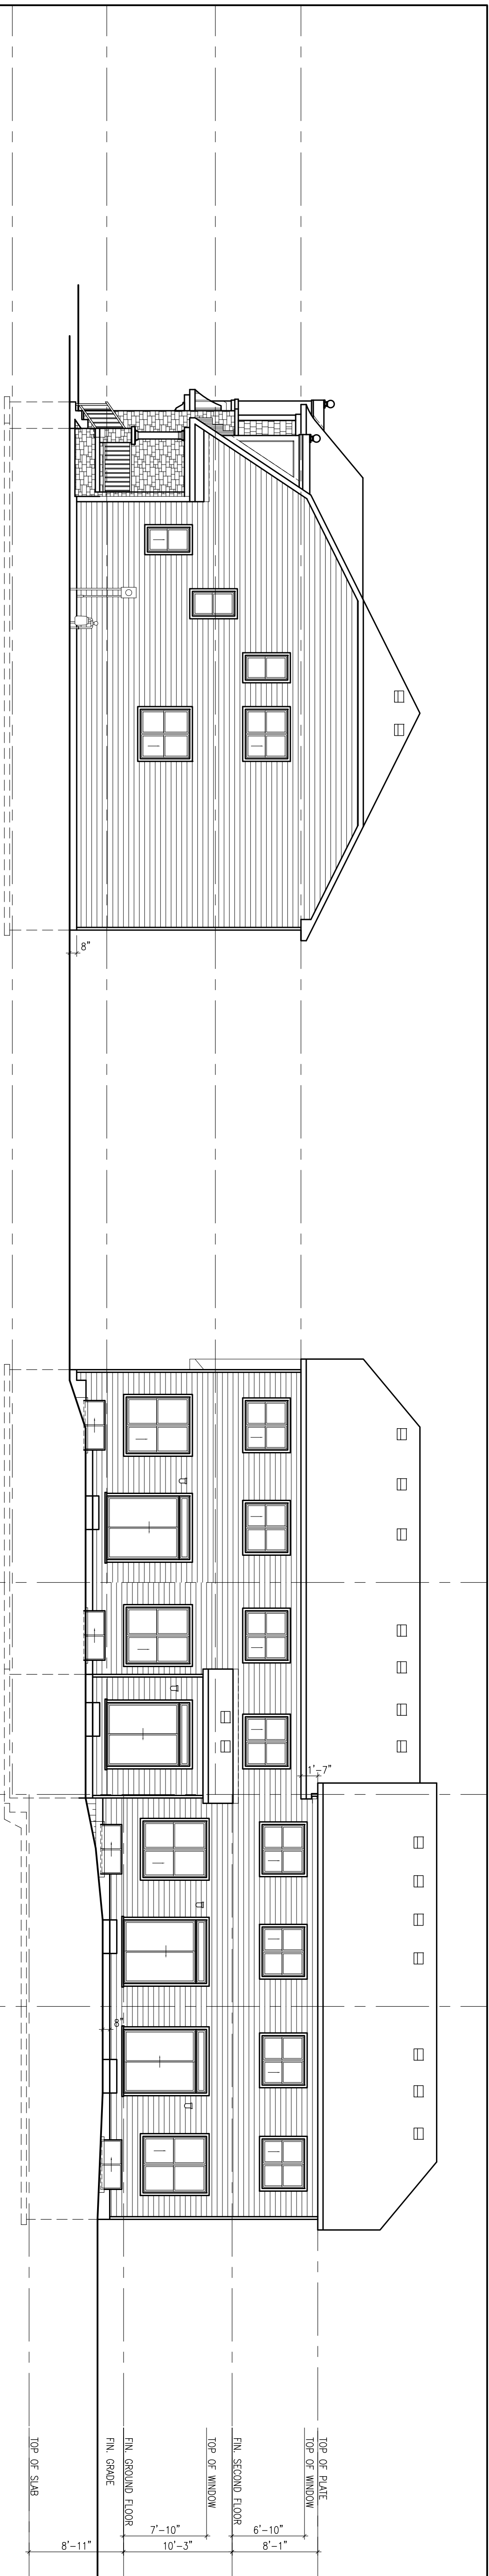 8"
1'-7"
8"
TOP OF PLATE
TOP OF WINDOW
FIN. SECOND FLOOR
TOP OF WINDOW
FIN. GROUND FLOOR
FIN. GRADE
TOP OF SLAB
6'-10"
7'-10"
8'-1"
10'-3"
8'-11"